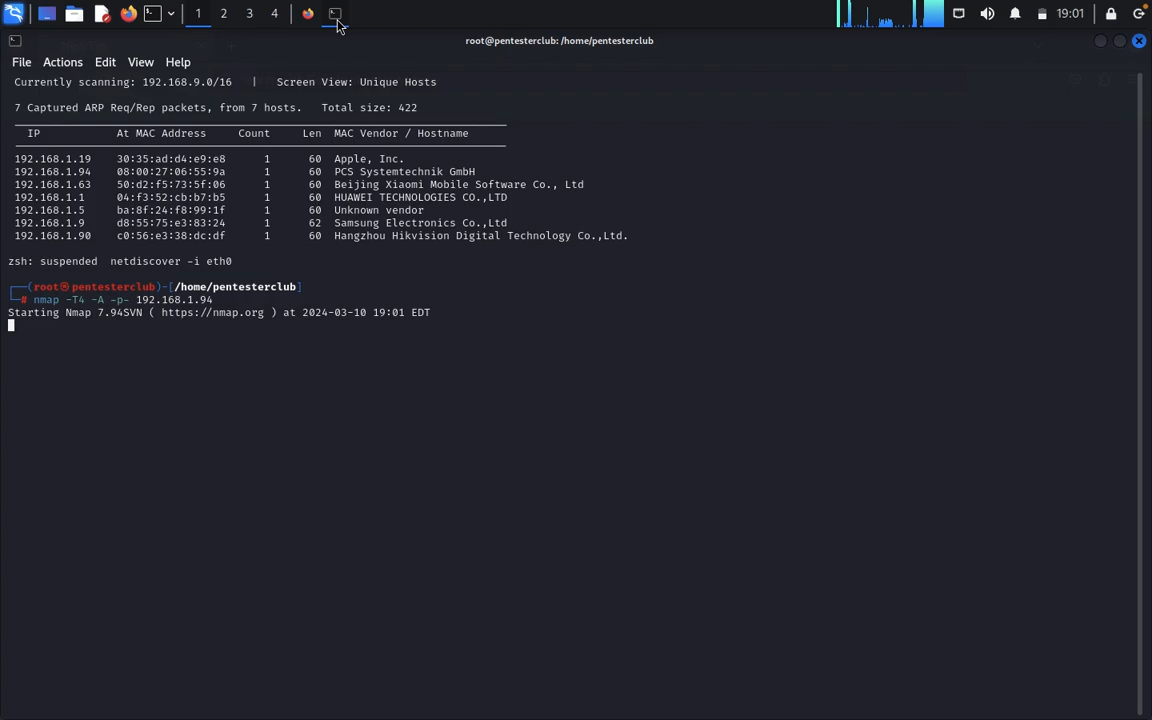 1 2 3 4 19:01
root@pentesterclub: /home/pentesterclub
File Actions Edit View Help
Currently scanning: 192.168.9.0/16 | Screen View: Unique Hosts
7 Captured ARP Req/Rep packets, from 7 hosts. Total size: 422
IP At MAC Address Count Len MAC Vendor / Hostname
192.168.1.19 30:35:ad:d4:e9:e8 1 60 Apple, Inc.
192.168.1.94 08:00:27:06:55:9a 1 60 PCS Systemtechnik GmbH
192.168.1.63 50:d2:f5:73:5f:06 1 60 Beijing Xiaomi Mobile Software Co., Ltd
192.168.1.1 04:f3:52:cb:b7:b5 1 60 HUAWEI TECHNOLOGIES CO.,LTD
192.168.1.5 ba:8f:24:f8:99:1f 1 60 Unknown vendor
192.168.1.9 d8:55:75:e3:83:24 1 62 Samsung Electronics Co.,Ltd
192.168.1.90 c0:56:e3:38:dc:df 1 60 Hangzhou Hikvision Digital Technology Co.,Ltd.
zsh: suspended netdiscover -i eth0
┌──(root㉿pentesterclub)-[/home/pentesterclub]
└─# nmap -T4 -A -p- 192.168.1.94
Starting Nmap 7.94SVN ( https://nmap.org ) at 2024-03-10 19:01 EDT